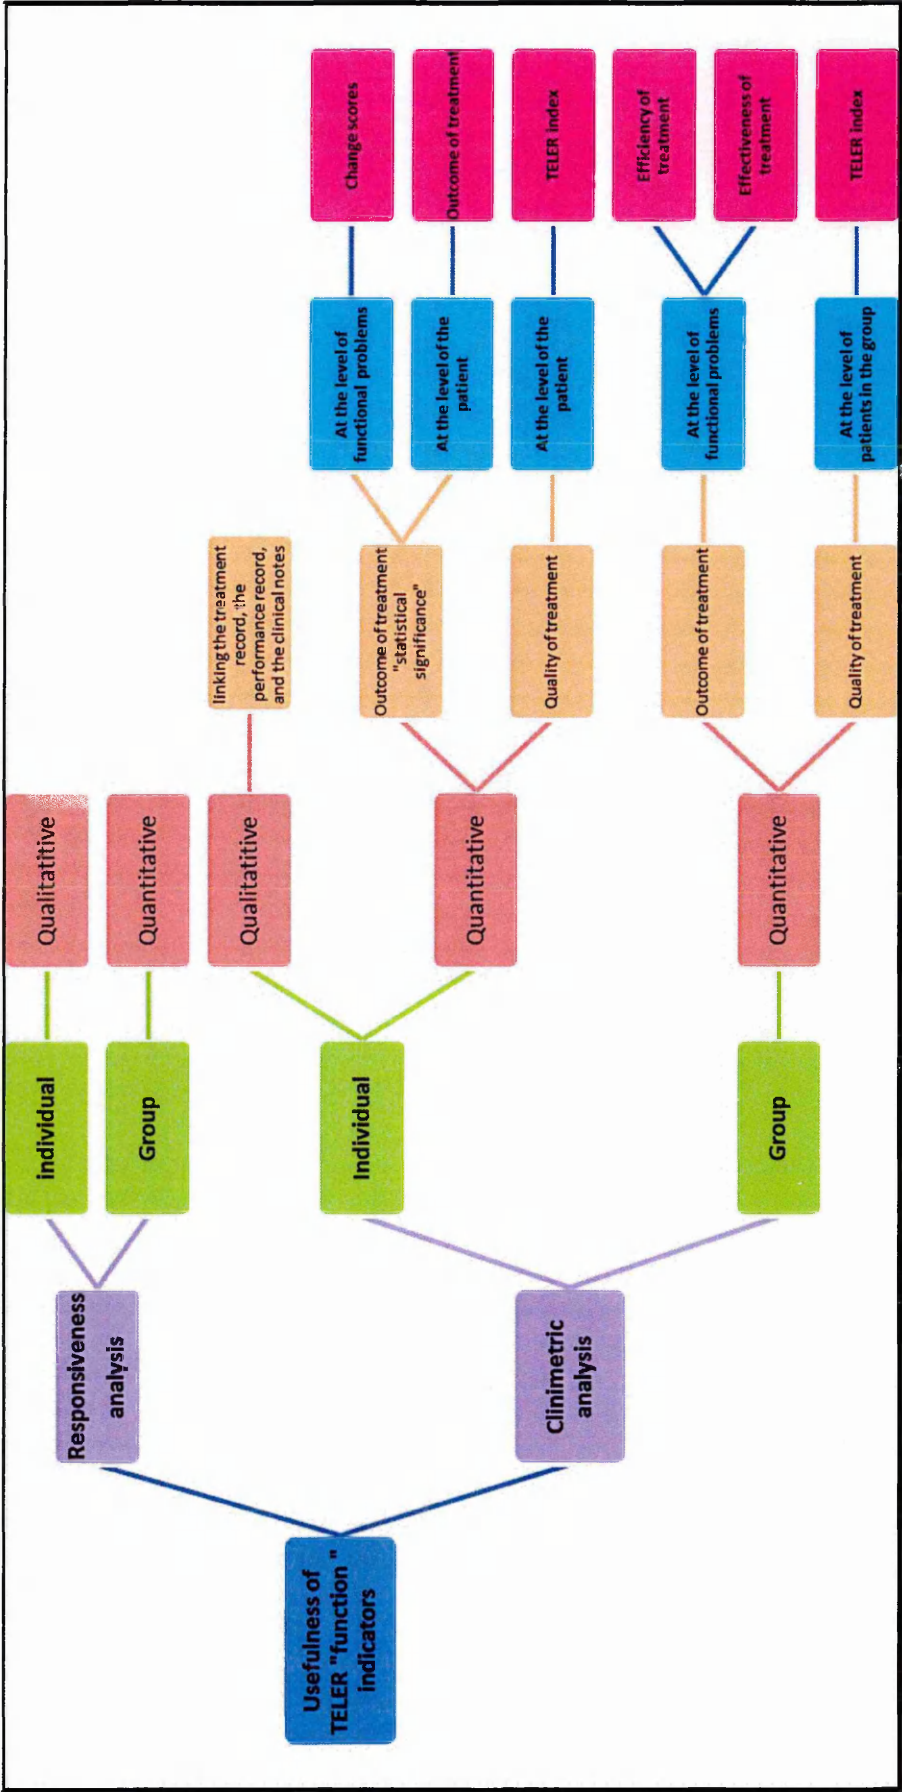 Usefulness of
TELER "function "
indicators
Responsiveness
analysis
individual
Qualitatitive
Group
Quantitative
Clinimetric
analysis
Individual
Qualitatitive
linking the treatment
record, the
performance record,
and the clinical notes
Quantitative
Outcome of treatment
"statistical
significance"
At the level of
functional problems
Change scores
At the level of the
patient
Outcome of treatment
Quality of treatment
At the level of the
patient
TELER index
Group
Quantitative
Outcome of treatment
At the level of
functional problems
Efficiency of
treatment
Effectiveness of
treatment
Quality of treatment
At the level of
patients in the group
TELER index